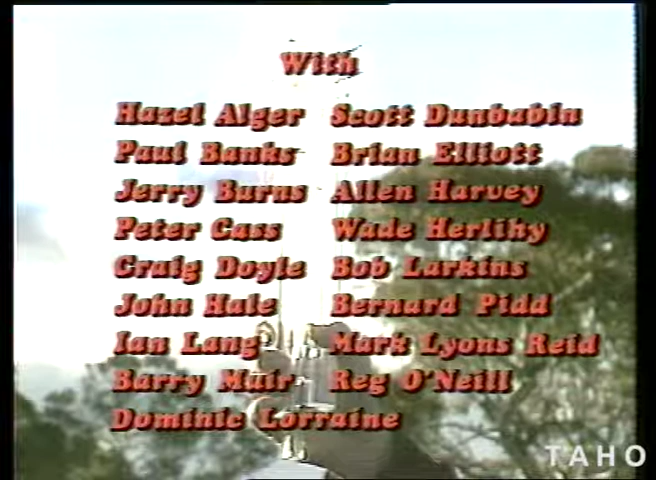 With
Hazel Alger Scott Dunbabin
Paul Banks Brian Elliott
Jerry Burns Allen Harvey
Peter Cass Wade Herlihy
Craig Doyle Bob Larkins
John Hale Bernard Pidd
Ian Lang Mark Lyons Reid
Barry Muir Reg O'Neill
Dominic Lorraine
TAHO